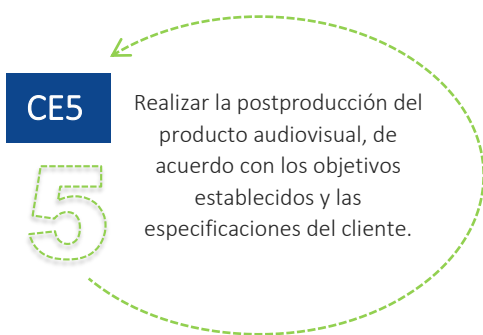 CE5
5
Realizar la postproducción del
producto audiovisual, de
acuerdo con los objetivos
establecidos y las
especificaciones del cliente.